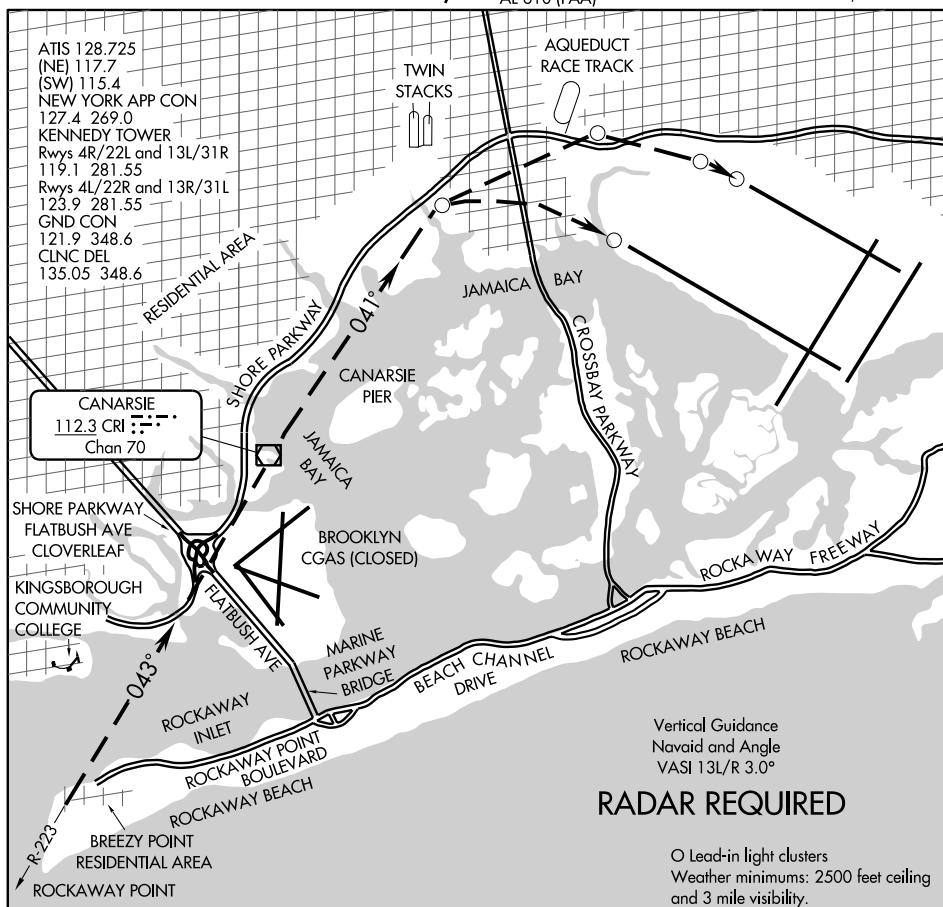 AL-610 (FAA)
ATIS 128.725
(NE) 117.7
(SW) 115.4
NEW YORK APP CON
127.4 269.0
KENNEDY TOWER
Rwys 4R/22L and 13L/31R
119.1 281.55
Rwys 4L/22R and 13R/31L
123.9 281.55
GND CON
121.9 348.6
CLNC DEL
135.05 348.6
TWIN
STACKS
AQUEDUCT
RACE TRACK
RESIDENTIAL AREA
SHORE PARKWAY
041°
JAMAICA BAY
CROSSBAY PARKWAY
CANARSIE
PIER
CANARSIE
112.3 CRI
Chan 70
JAMAICA
BAY
SHORE PARKWAY
FLATBUSH AVE
CLOVERLEAF
BROOKLYN
CGAS (CLOSED)
KINGSBOROUGH
COMMUNITY
COLLEGE
FLATBUSH AVE
043°
MARINE
PARKWAY
BRIDGE
ROCKAWAY FREEWAY
ROCKAWAY BEACH
BEACH CHANNEL
DRIVE
ROCKAWAY
INLET
ROCKAWAY POINT
BOULEVARD
ROCKAWAY BEACH
R-223
BREEZY POINT
RESIDENTIAL AREA
ROCKAWAY POINT
Vertical Guidance
Navaid and Angle
VASI 13L/R 3.0°
RADAR REQUIRED
O Lead-in light clusters
Weather minimums: 2500 feet ceiling
and 3 mile visibility.